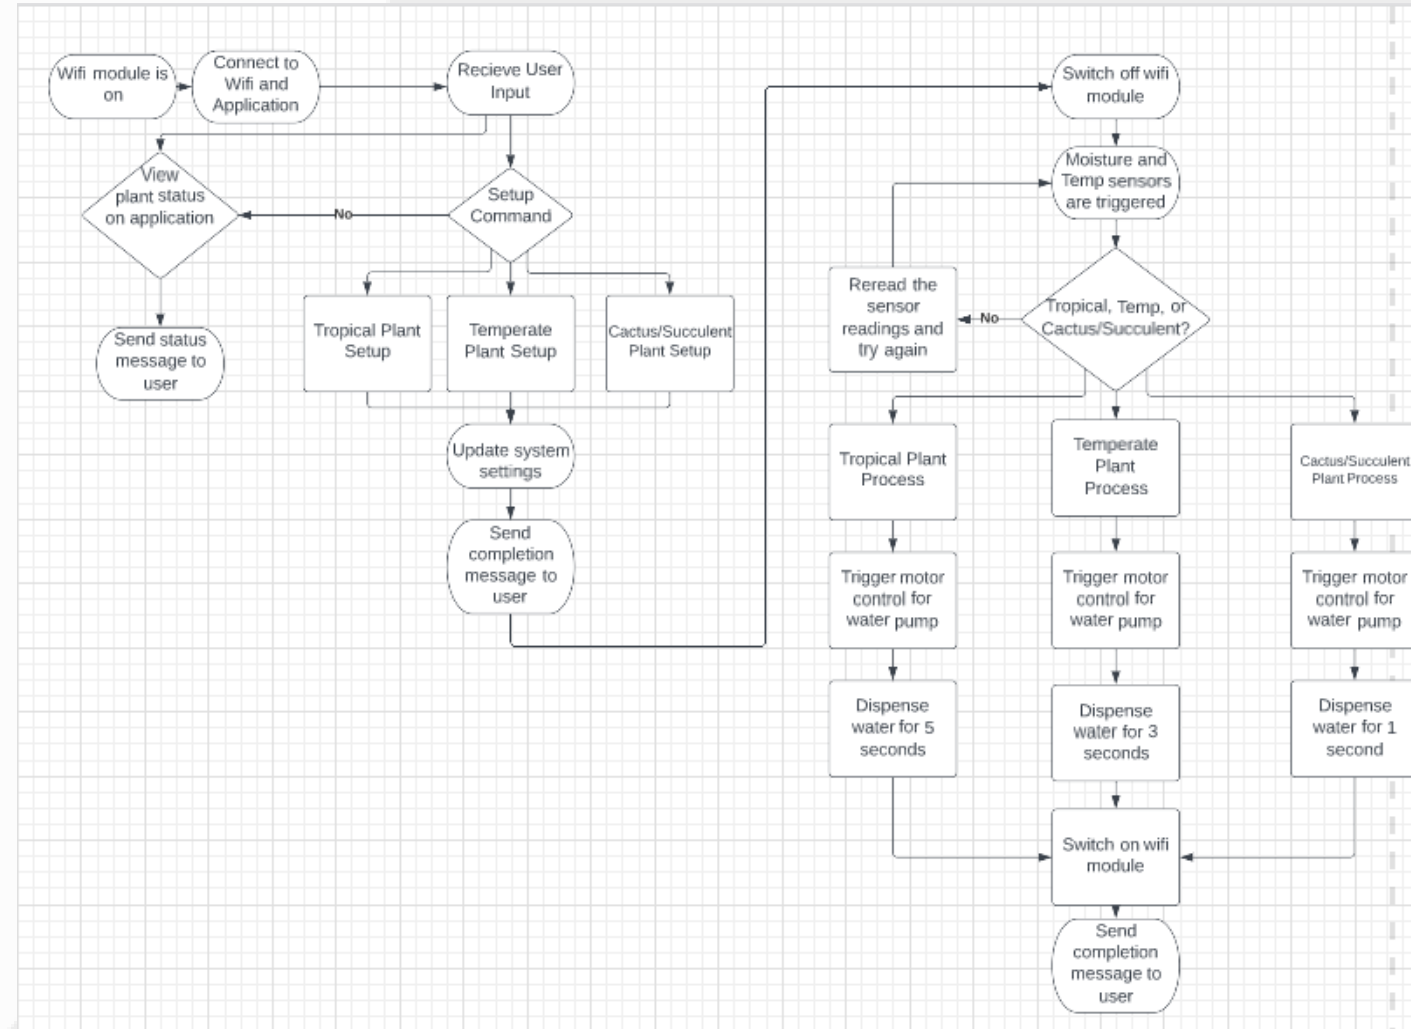 Wifi module is
on
Connect to
Wifi and
Application
Recieve User
Input
View
plant status
on application
No
Setup
Command
Send status
message to
user
Tropical Plant
Setup
Temperate
Plant Setup
Cactus/Succulent
Plant Setup
Update system
settings
Send
completion
message to
user
Switch off wifi
module
Moisture and
Temp sensors
are triggered
Reread the
sensor
readings and
try again
No
Tropical, Temp, or
Cactus/Succulent?
Tropical Plant
Process
Temperate
Plant
Process
Cactus/Succulent
Plant Process
Trigger motor
control for
water pump
Trigger motor
control for
water pump
Trigger motor
control for
water pump
Dispense
water for 5
seconds
Dispense
water for 3
seconds
Dispense
water for 1
second
Switch on wifi
module
Send
completion
message to
user